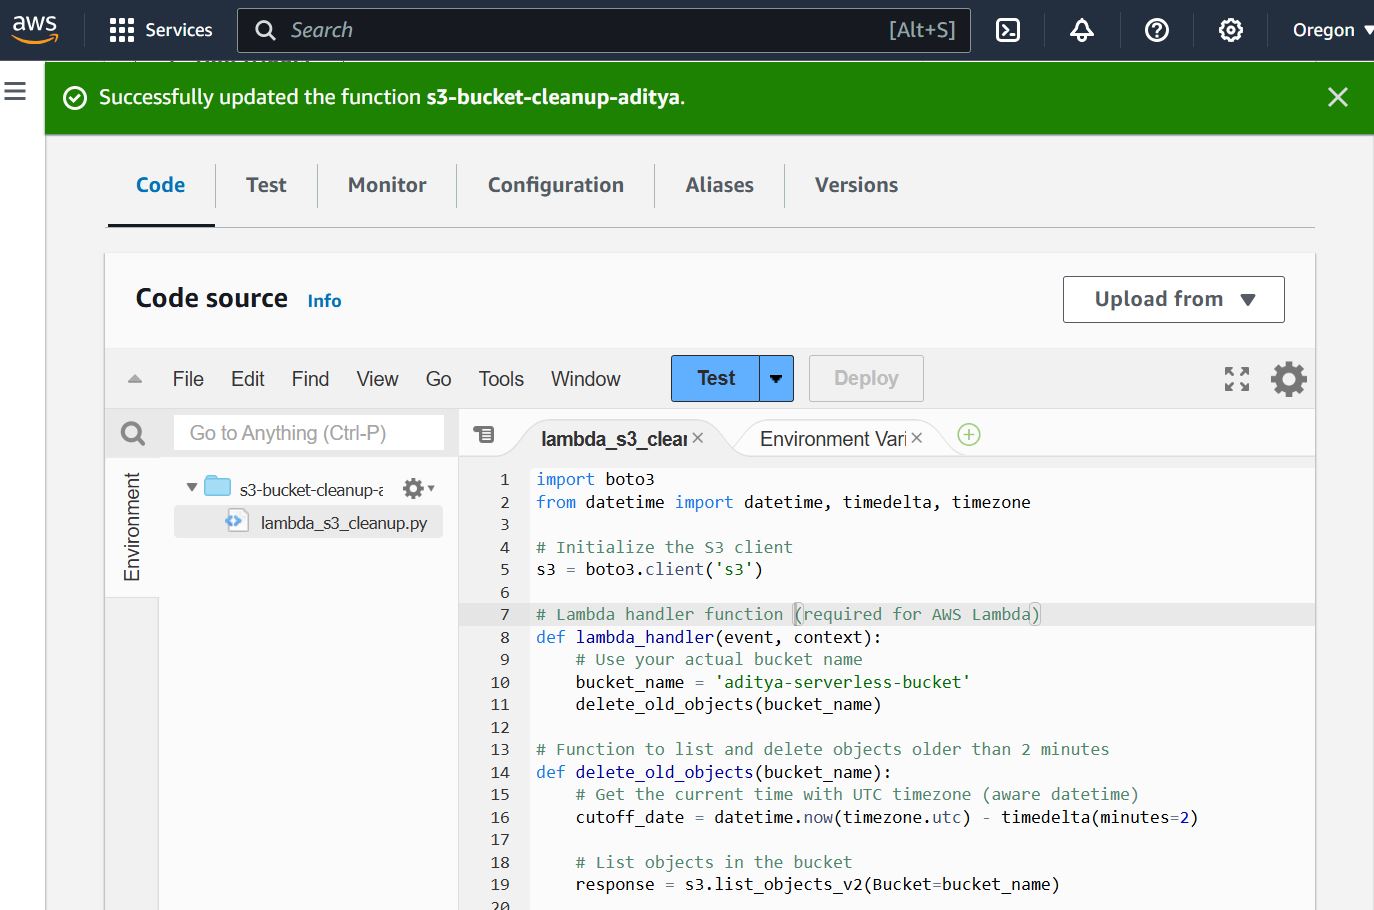 aws
Services
Search
[Alt+S]
Oregon
Successfully updated the function s3-bucket-cleanup-aditya.
Code
Test
Monitor
Configuration
Aliases
Versions
Code source Info
Upload from
File Edit Find View Go Tools Window
Test
Deploy
Go to Anything (Ctrl-P)
lambda_s3_clear
Environment Vari
Environment
s3-bucket-cleanup-a
lambda_s3_cleanup.py
1 import boto3
2 from datetime import datetime, timedelta, timezone
3
4 # Initialize the S3 client
5 s3 = boto3.client('s3')
6
7 # Lambda handler function (required for AWS Lambda)
8 def lambda_handler(event, context):
9 # Use your actual bucket name
10 bucket_name = 'aditya-serverless-bucket'
11 delete_old_objects(bucket_name)
12
13 # Function to list and delete objects older than 2 minutes
14 def delete_old_objects(bucket_name):
15 # Get the current time with UTC timezone (aware datetime)
16 cutoff_date = datetime.now(timezone.utc) - timedelta(minutes=2)
17
18 # List objects in the bucket
19 response = s3.list_objects_v2(Bucket=bucket_name)
20